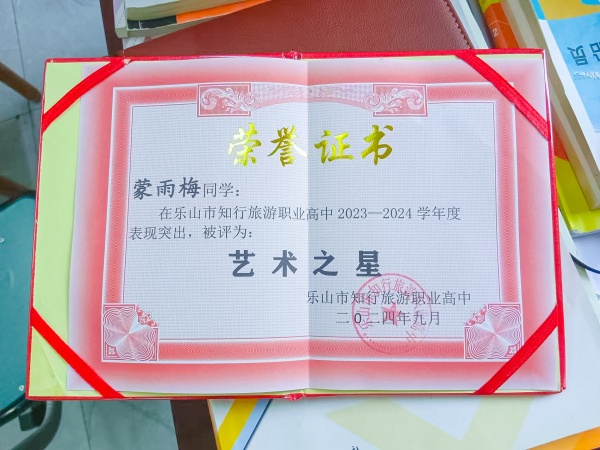 荣誉证书
蒙雨梅同学：
在乐山市知行旅游职业高中 2023—2024 学年度
表现突出，被评为：
艺术之星
乐山市知行旅游职业高中
二〇二四年九月
员